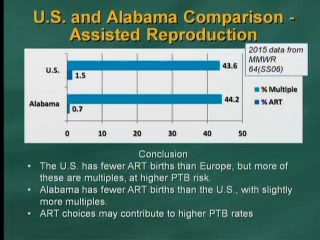 U.S. and Alabama Comparison -
Assisted Reproduction
2015 data from
MMWR
64(SS06)
U.S.
43.6
1.5
% Multiple
% ART
Alabama
44.2
0.7
0 10 20 30 40 50
Conclusion
• The U.S. has fewer ART births than Europe, but more of
these are multiples, at higher PTB risk.
• Alabama has fewer ART births than the U.S., with slightly
more multiples.
• ART choices may contribute to higher PTB rates